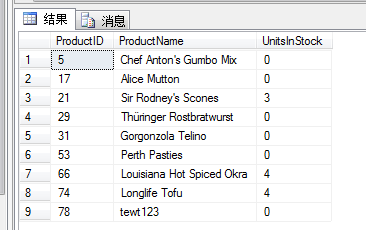 结果 消息
ProductID ProductName UnitsInStock
1 5 Chef Anton's Gumbo Mix 0
2 17 Alice Mutton 0
3 21 Sir Rodney's Scones 3
4 29 Thüringer Rostbratwurst 0
5 31 Gorgonzola Telino 0
6 53 Perth Pasties 0
7 66 Louisiana Hot Spiced Okra 4
8 74 Longlife Tofu 4
9 78 tewt123 0